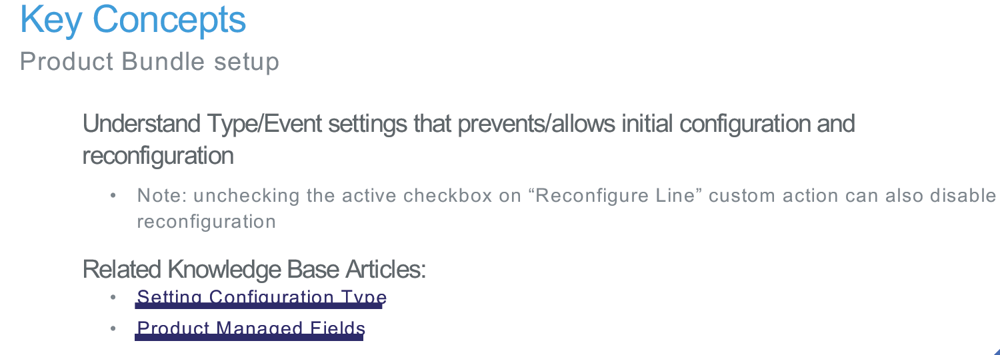 Key Concepts
Product Bundle setup
Understand Type/Event settings that prevents/allows initial configuration and
reconfiguration
• Note: unchecking the active checkbox on “Reconfigure Line” custom action can also disable
reconfiguration
Related Knowledge Base Articles:
• Setting Configuration Type
• Product Managed Fields